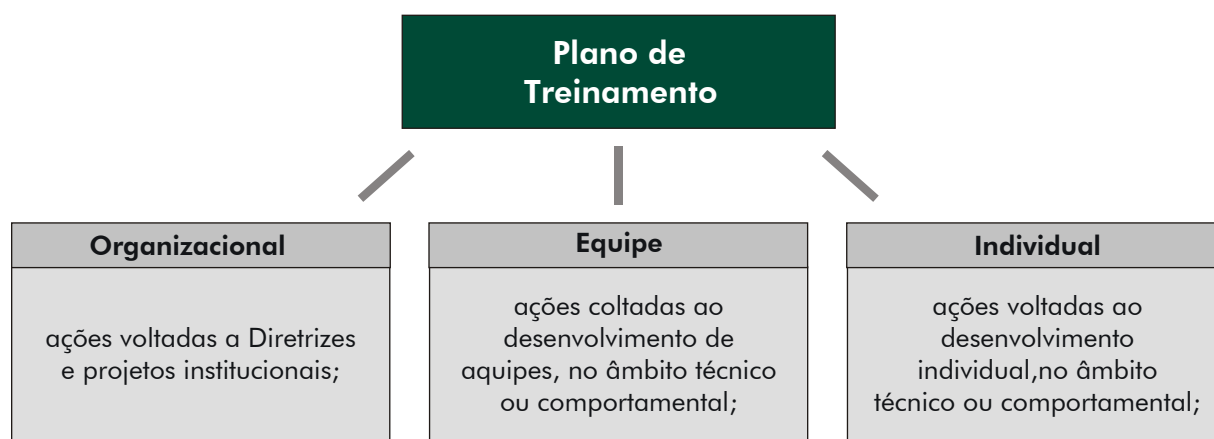 Plano de
Treinamento
Organizacional
ações voltadas a Diretrizes
e projetos institucionais;
Equipe
ações coltadas ao
desenvolvimento de
aquipes, no âmbito técnico
ou comportamental;
Individual
ações voltadas ao
desenvolvimento
individual,no âmbito
técnico ou comportamental;